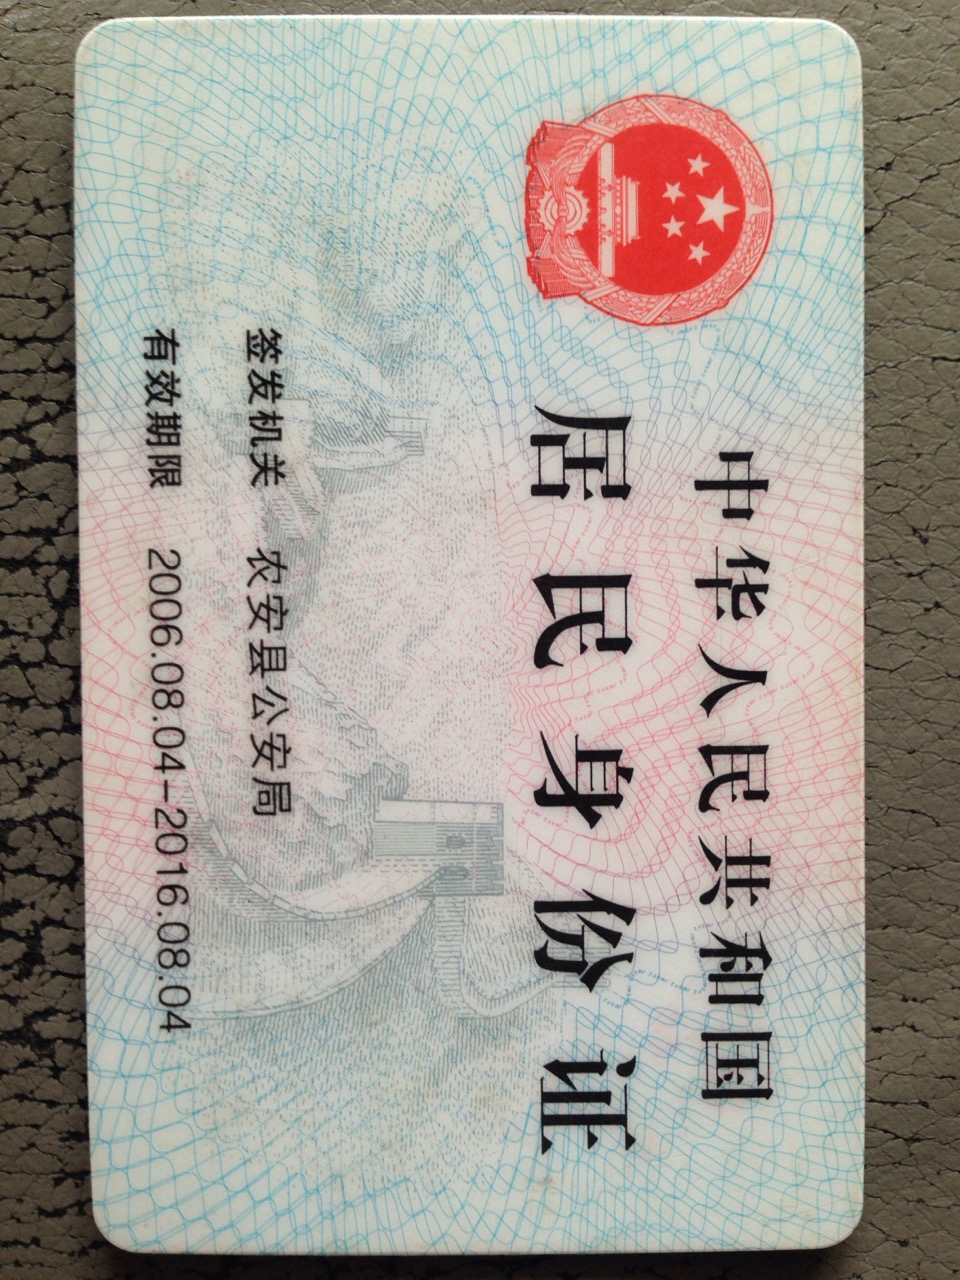 中华人民共和国
居民身份证
签发机关 农安县公安局
有效期限 2006.08.04-2016.08.04